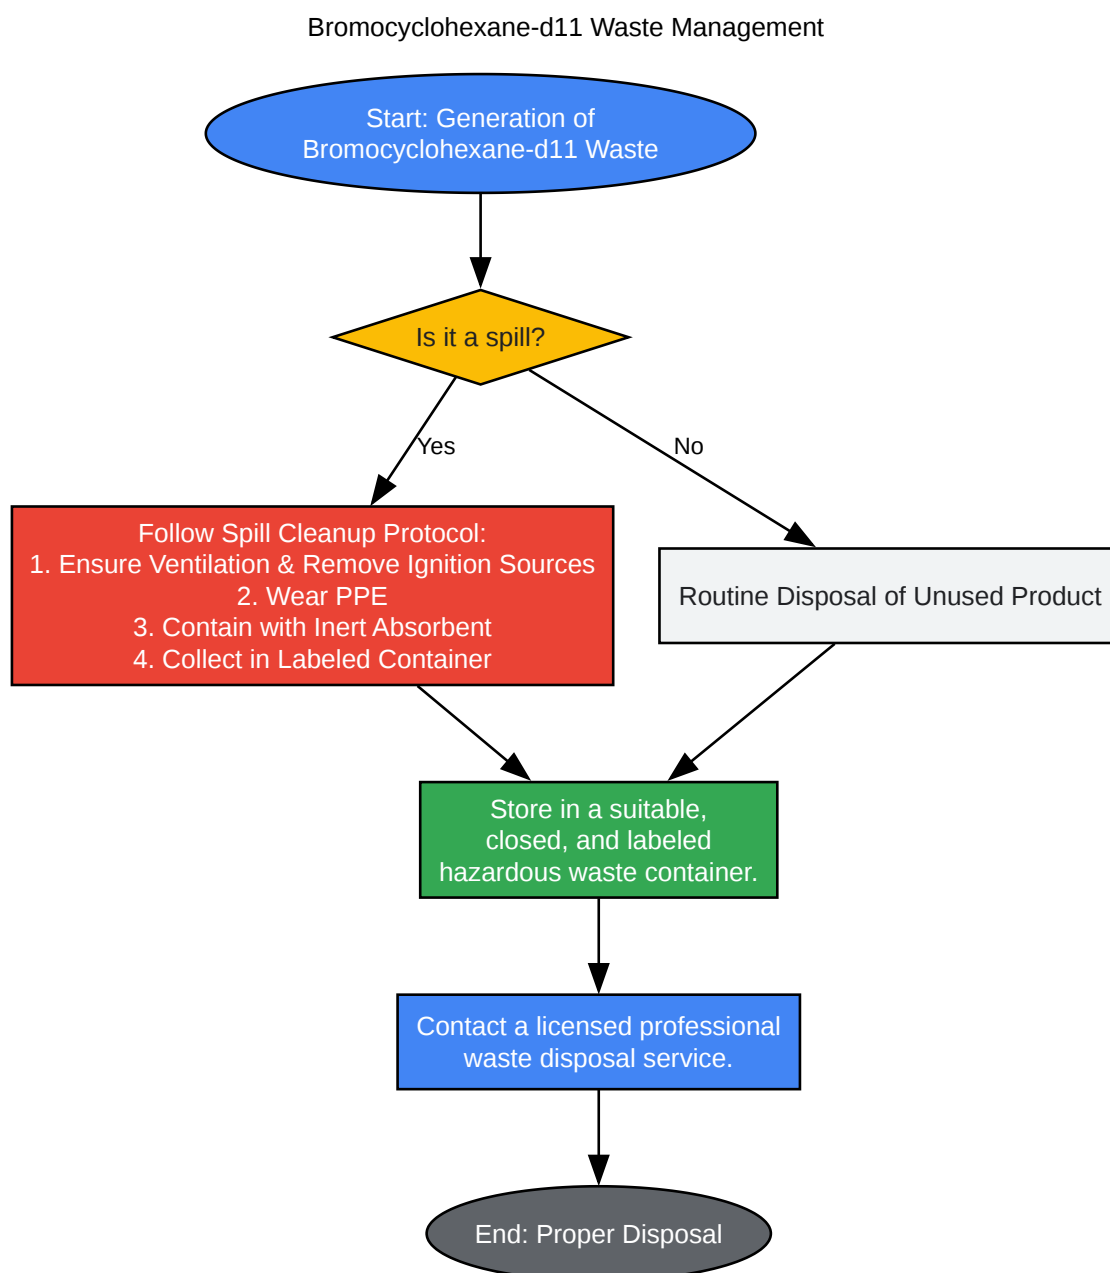 Bromocyclohexane-d11 Waste Management
Start: Generation of
Bromocyclohexane-d11 Waste
Is it a spill?
Yes
No
Follow Spill Cleanup Protocol:
1. Ensure Ventilation & Remove Ignition Sources
2. Wear PPE
3. Contain with Inert Absorbent
4. Collect in Labeled Container
Routine Disposal of Unused Product
Store in a suitable,
closed, and labeled
hazardous waste container.
Contact a licensed professional
waste disposal service.
End: Proper Disposal